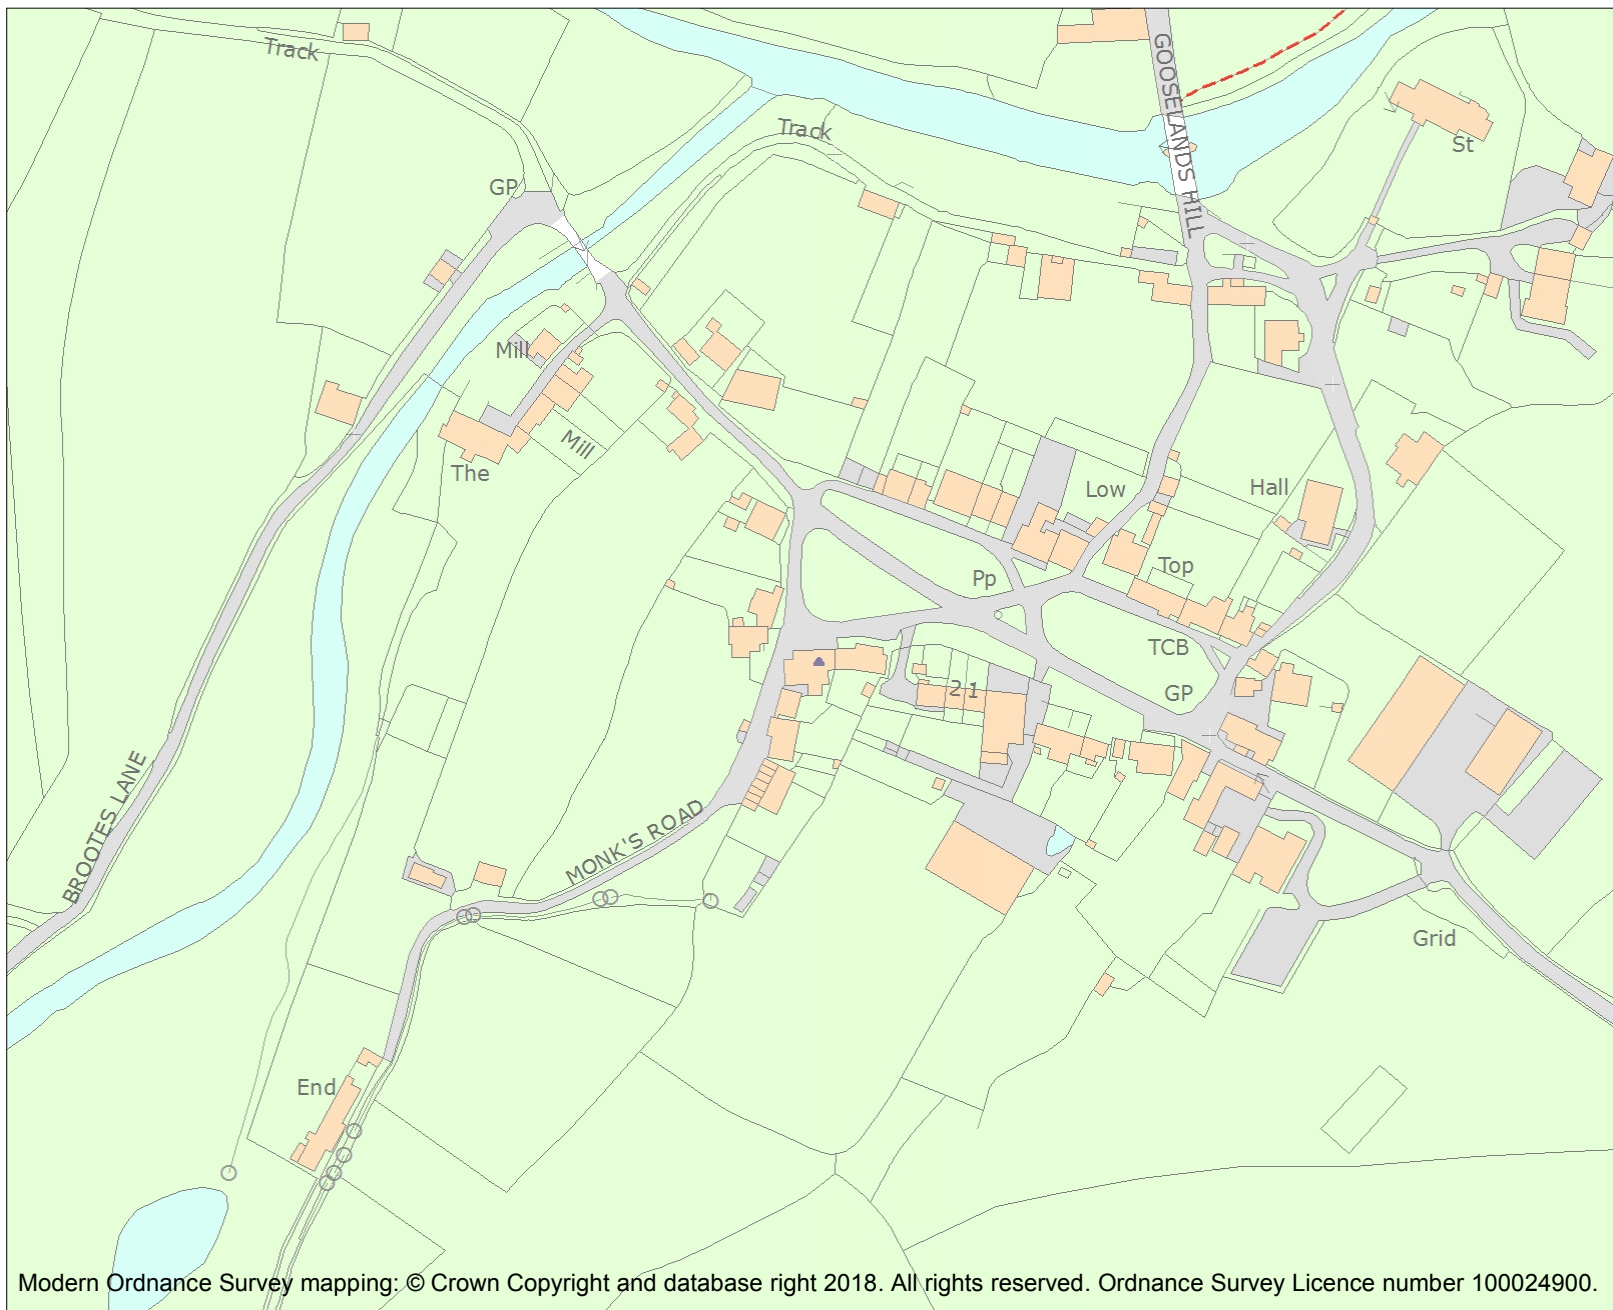 Track
GOOSELANDS HILL
Track
St
GP
Mill
Mill
The
Low
Hall
Top
Pp
TCB
2 1
GP
BROOTES LANE
MONK'S ROAD
Grid
End
Modern Ordnance Survey mapping: © Crown Copyright and database right 2018. All rights reserved. Ordnance Survey Licence number 100024900.